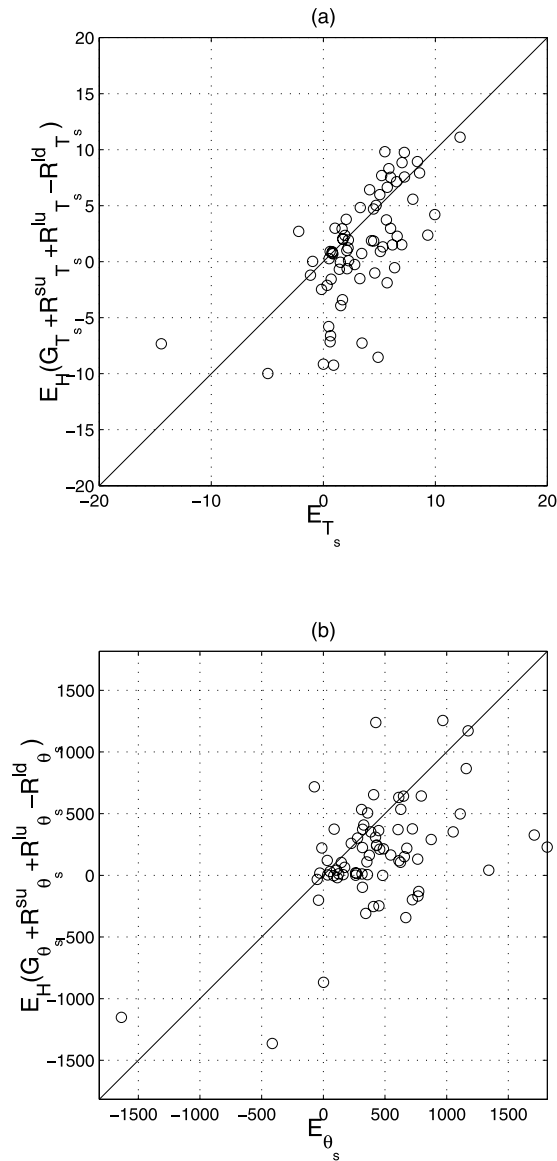 (a)
20
15
10
5
0
−5
−10
−15
−20
E_H(G_{T_s}+R^{su}_{T_s}+R^{lu}_{T_s}−R^{ld}_{T_s})
−20 −10 0 10 20
E_{T_s}
(b)
1500
1000
500
0
−500
−1000
−1500
E_H(G_{θ_s}+R^{su}_{θ_s}+R^{lu}_{θ_s}−R^{ld}_{θ_s})
−1500 −1000 −500 0 500 1000 1500
E_{θ_s}